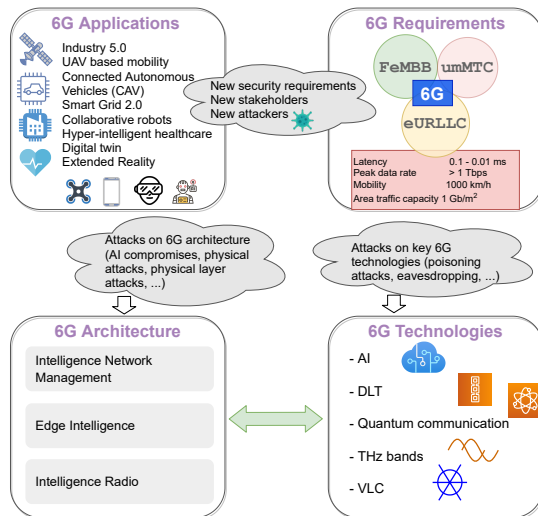 6G Applications
Industry 5.0
UAV based mobility
Connected Autonomous
Vehicles (CAV)
Smart Grid 2.0
Collaborative robots
Hyper-intelligent healthcare
Digital twin
Extended Reality
New security requirements
New stakeholders
New attackers
6G Requirements
FeMBB
umMTC
6G
eURLLC
Latency 0.1 - 0.01 ms
Peak data rate > 1 Tbps
Mobility 1000 km/h
Area traffic capacity 1 Gb/m²
Attacks on 6G architecture
(AI compromises, physical
attacks, physical layer
attacks, ...)
Attacks on key 6G
technologies (poisoning
attacks, eavesdropping, ...)
6G Architecture
Intelligence Network
Management
Edge Intelligence
Intelligence Radio
6G Technologies
- AI
- DLT
- Quantum communication
- THz bands
- VLC